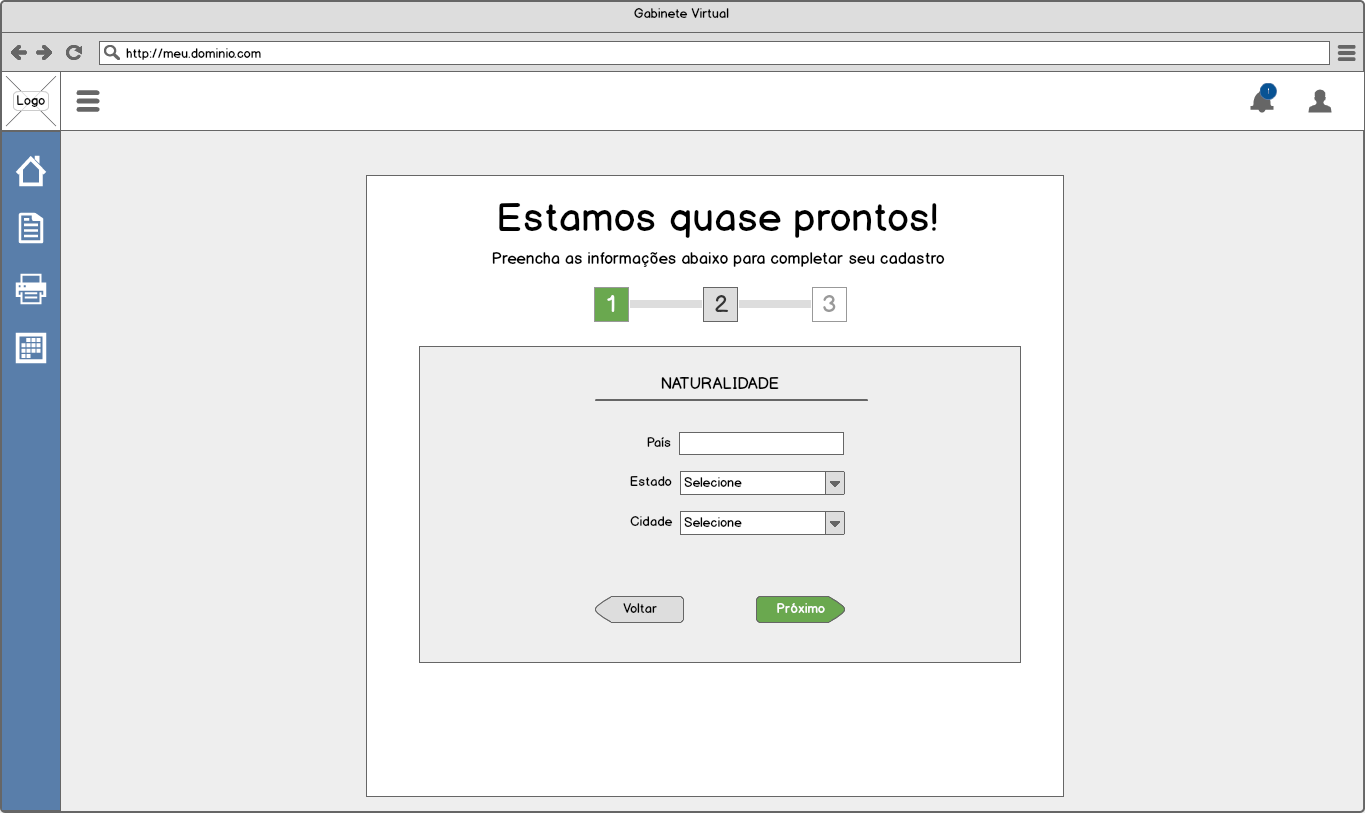 Gabinete Virtual
http://meu.dominio.com
Logo
!
Estamos quase prontos!
Preencha as informações abaixo para completar seu cadastro
1 2 3
NATURALIDADE
País
Estado Selecione
Cidade Selecione
Voltar Próximo